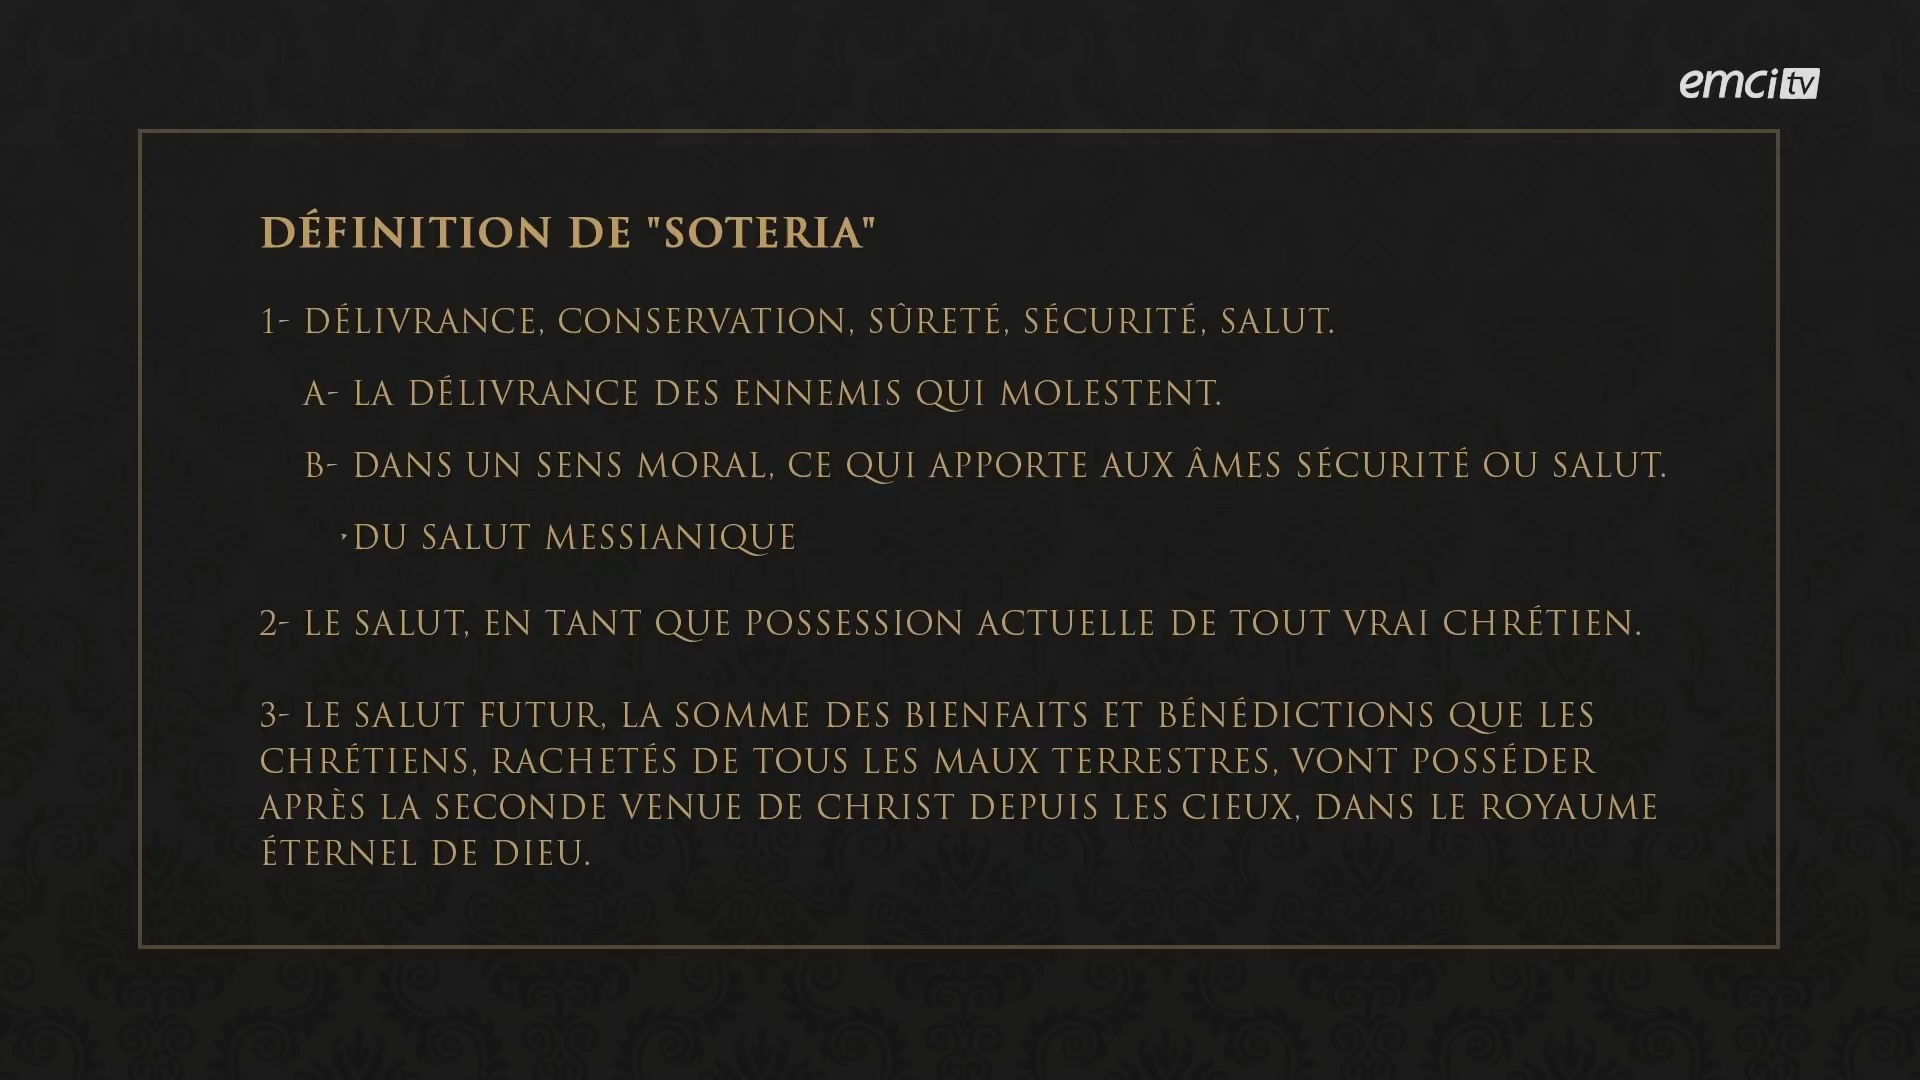 emci tv
DÉFINITION DE "SOTERIA"
1- DÉLIVRANCE, CONSERVATION, SÛRETÉ, SÉCURITÉ, SALUT.
A- LA DÉLIVRANCE DES ENNEMIS QUI MOLESTENT.
B- DANS UN SENS MORAL, CE QUI APPORTE AUX ÂMES SÉCURITÉ OU SALUT.
·DU SALUT MESSIANIQUE
2- LE SALUT, EN TANT QUE POSSESSION ACTUELLE DE TOUT VRAI CHRÉTIEN.
3- LE SALUT FUTUR, LA SOMME DES BIENFAITS ET BÉNÉDICTIONS QUE LES
CHRÉTIENS, RACHETÉS DE TOUS LES MAUX TERRESTRES, VONT POSSÉDER
APRÈS LA SECONDE VENUE DE CHRIST DEPUIS LES CIEUX, DANS LE ROYAUME
ÉTERNEL DE DIEU.